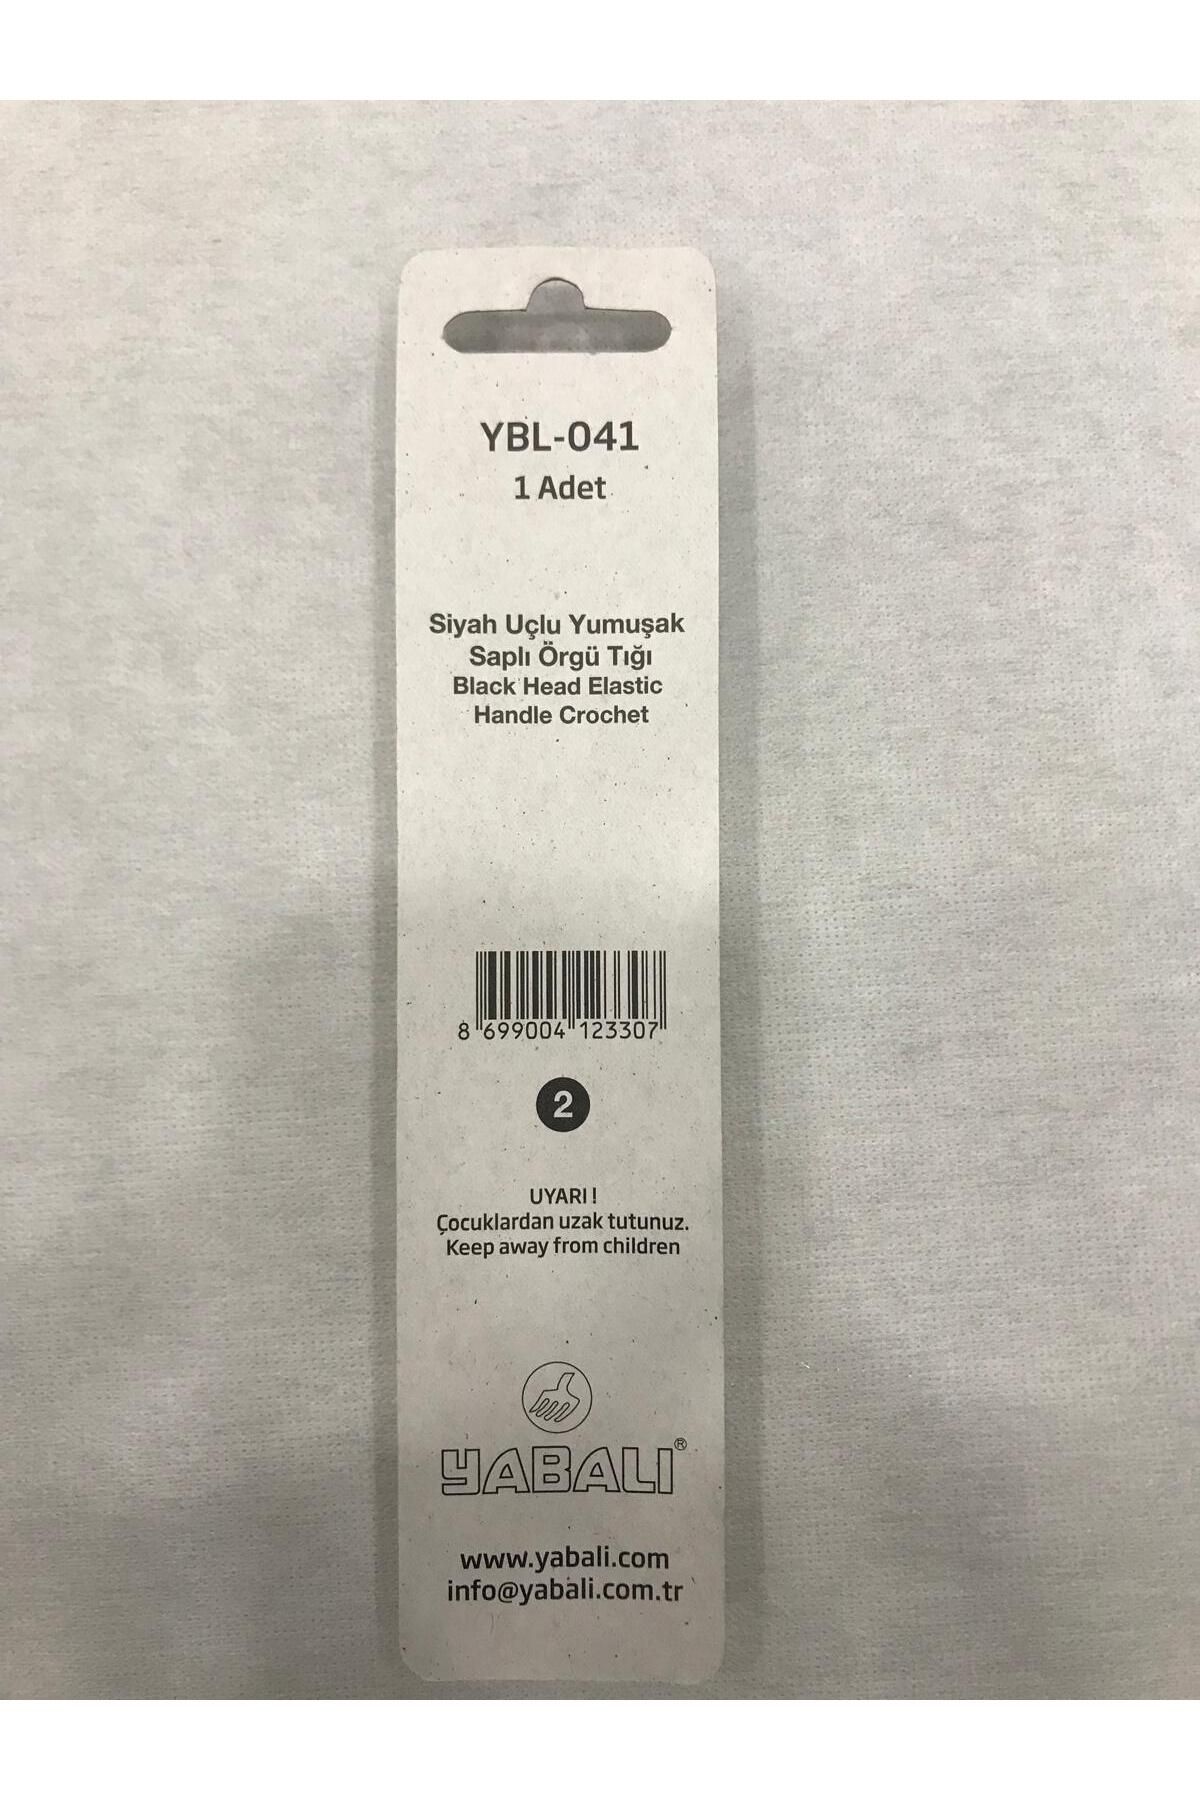 YBL-041
1 Adet
Siyah Uçlu Yumuşak
Saplı Örgü Tığı
Black Head Elastic
Handle Crochet
8 699004 123307
2
UYARI !
Çocuklardan uzak tutunuz.
Keep away from children
YABALI®
www.yabali.com
info@yabali.com.tr